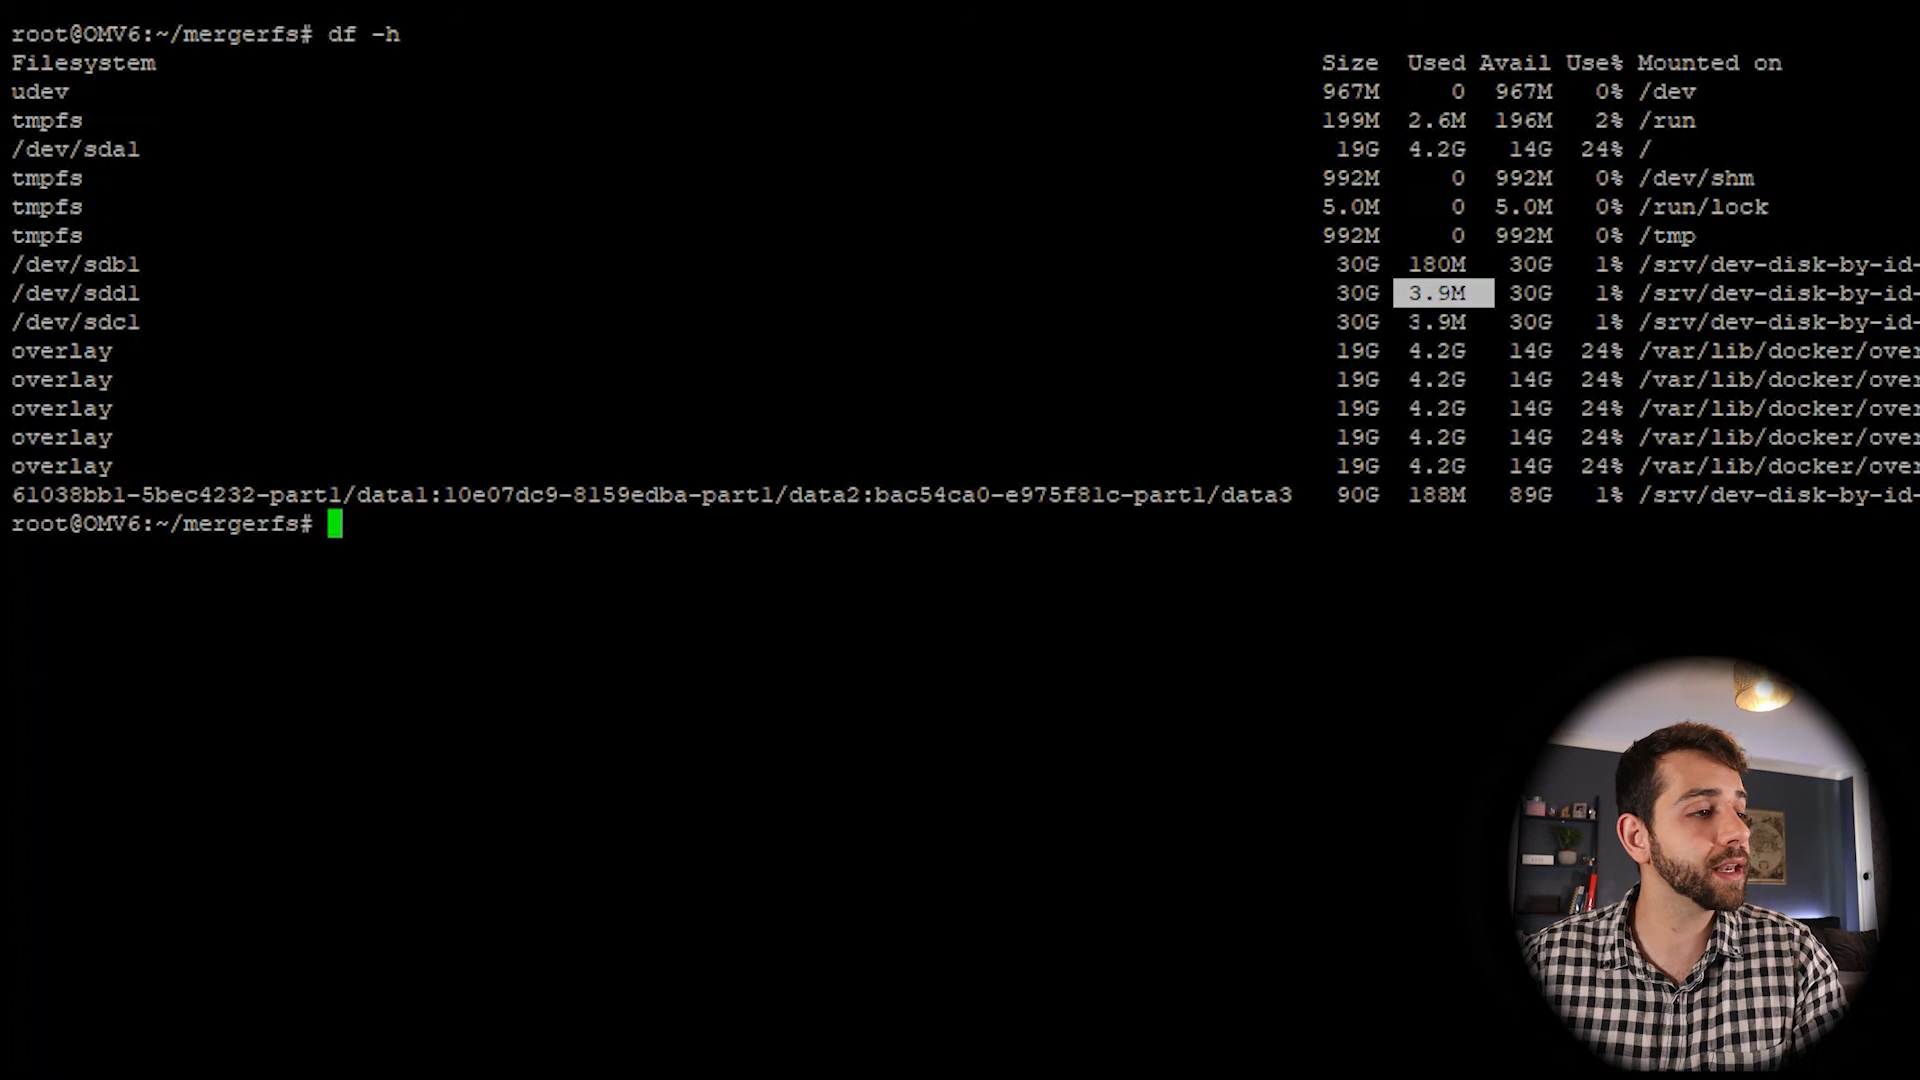 root@OMV6:~/mergerfs# df -h
Filesystem Size Used Avail Use% Mounted on
udev 967M 0 967M 0% /dev
tmpfs 199M 2.6M 196M 2% /run
/dev/sda1 19G 4.2G 14G 24% /
tmpfs 992M 0 992M 0% /dev/shm
tmpfs 5.0M 0 5.0M 0% /run/lock
tmpfs 992M 0 992M 0% /tmp
/dev/sdb1 30G 180M 30G 1% /srv/dev-disk-by-id-
/dev/sdd1 30G 3.9M 30G 1% /srv/dev-disk-by-id-
/dev/sdc1 30G 3.9M 30G 1% /srv/dev-disk-by-id-
overlay 19G 4.2G 14G 24% /var/lib/docker/over
overlay 19G 4.2G 14G 24% /var/lib/docker/over
overlay 19G 4.2G 14G 24% /var/lib/docker/over
overlay 19G 4.2G 14G 24% /var/lib/docker/over
overlay 19G 4.2G 14G 24% /var/lib/docker/over
61038bb1-5bec4232-part1/data1:10e07dc9-8159edba-part1/data2:bac54ca0-e975f81c-part1/data3 90G 188M 89G 1% /srv/dev-disk-by-id-
root@OMV6:~/mergerfs#